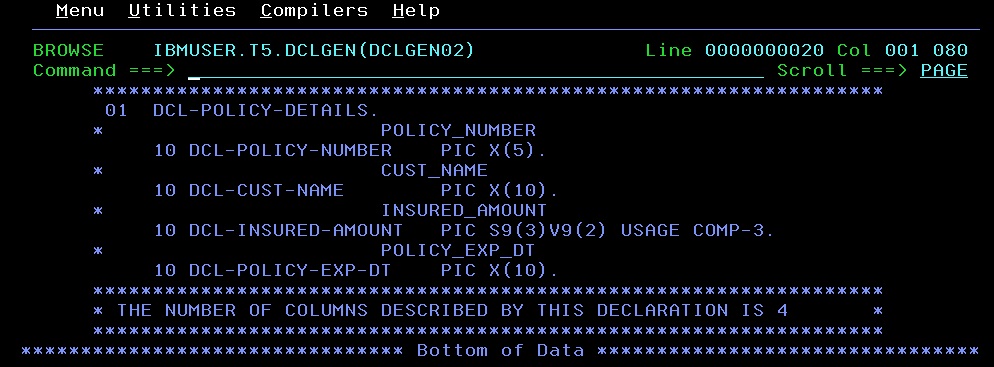 Menu Utilities Compilers Help
BROWSE IBMUSER.T5.DCLGEN(DCLGEN02) Line 0000000020 Col 001 080
Command ===> _ Scroll ===> PAGE
******************************************************************
01 DCL-POLICY-DETAILS.
* POLICY_NUMBER
10 DCL-POLICY-NUMBER PIC X(5).
* CUST_NAME
10 DCL-CUST-NAME PIC X(10).
* INSURED_AMOUNT
10 DCL-INSURED-AMOUNT PIC S9(3)V9(2) USAGE COMP-3.
* POLICY_EXP_DT
10 DCL-POLICY-EXP-DT PIC X(10).
******************************************************************
* THE NUMBER OF COLUMNS DESCRIBED BY THIS DECLARATION IS 4 *
******************************************************************
******************************** Bottom of Data ********************************